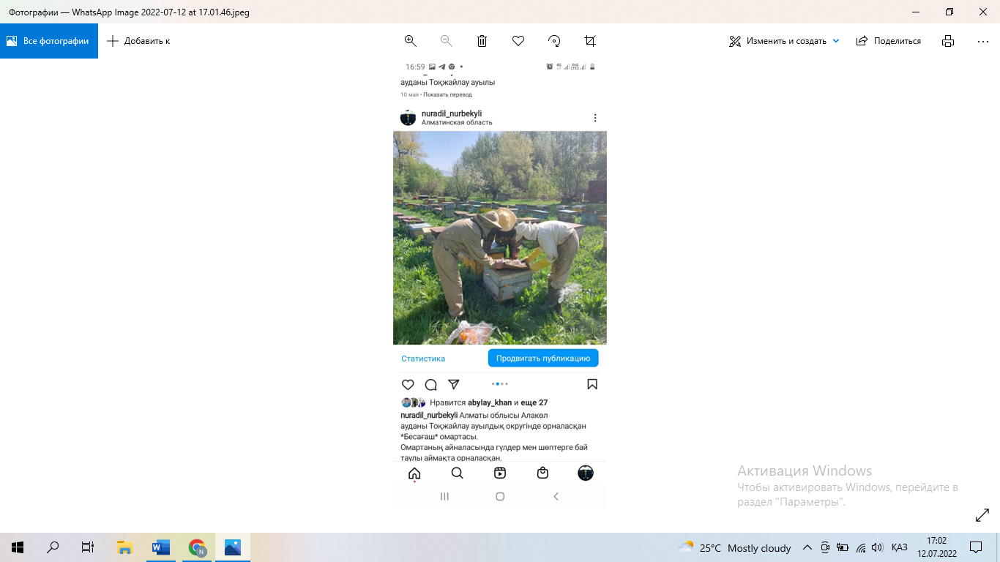 Фотографии — WhatsApp Image 2022-07-12 at 17.01.46.jpeg
Все фотографии
Добавить к
Изменить и создать
Поделиться
16:59
ауданы Тоқжайлау ауылы
10 мая • Показать перевод
nuradil_nurbekyli
Алматинская область
Статистика
Продвигать публикацию
Нравится abylay_khan и еще 27
nuradil_nurbekyli Алматы облысы Алакөл
ауданы Тоқжайлау ауылдық округінде орналасқан
*Бесағаш* омартасы.
Омартаның айналасында гүлдер мен шөптерге бай
таулы аймақта орналасқан.
Активация Windows
Чтобы активировать Windows, перейдите в
раздел "Параметры".
25°C Mostly cloudy
ҚАЗ
17:02
12.07.2022